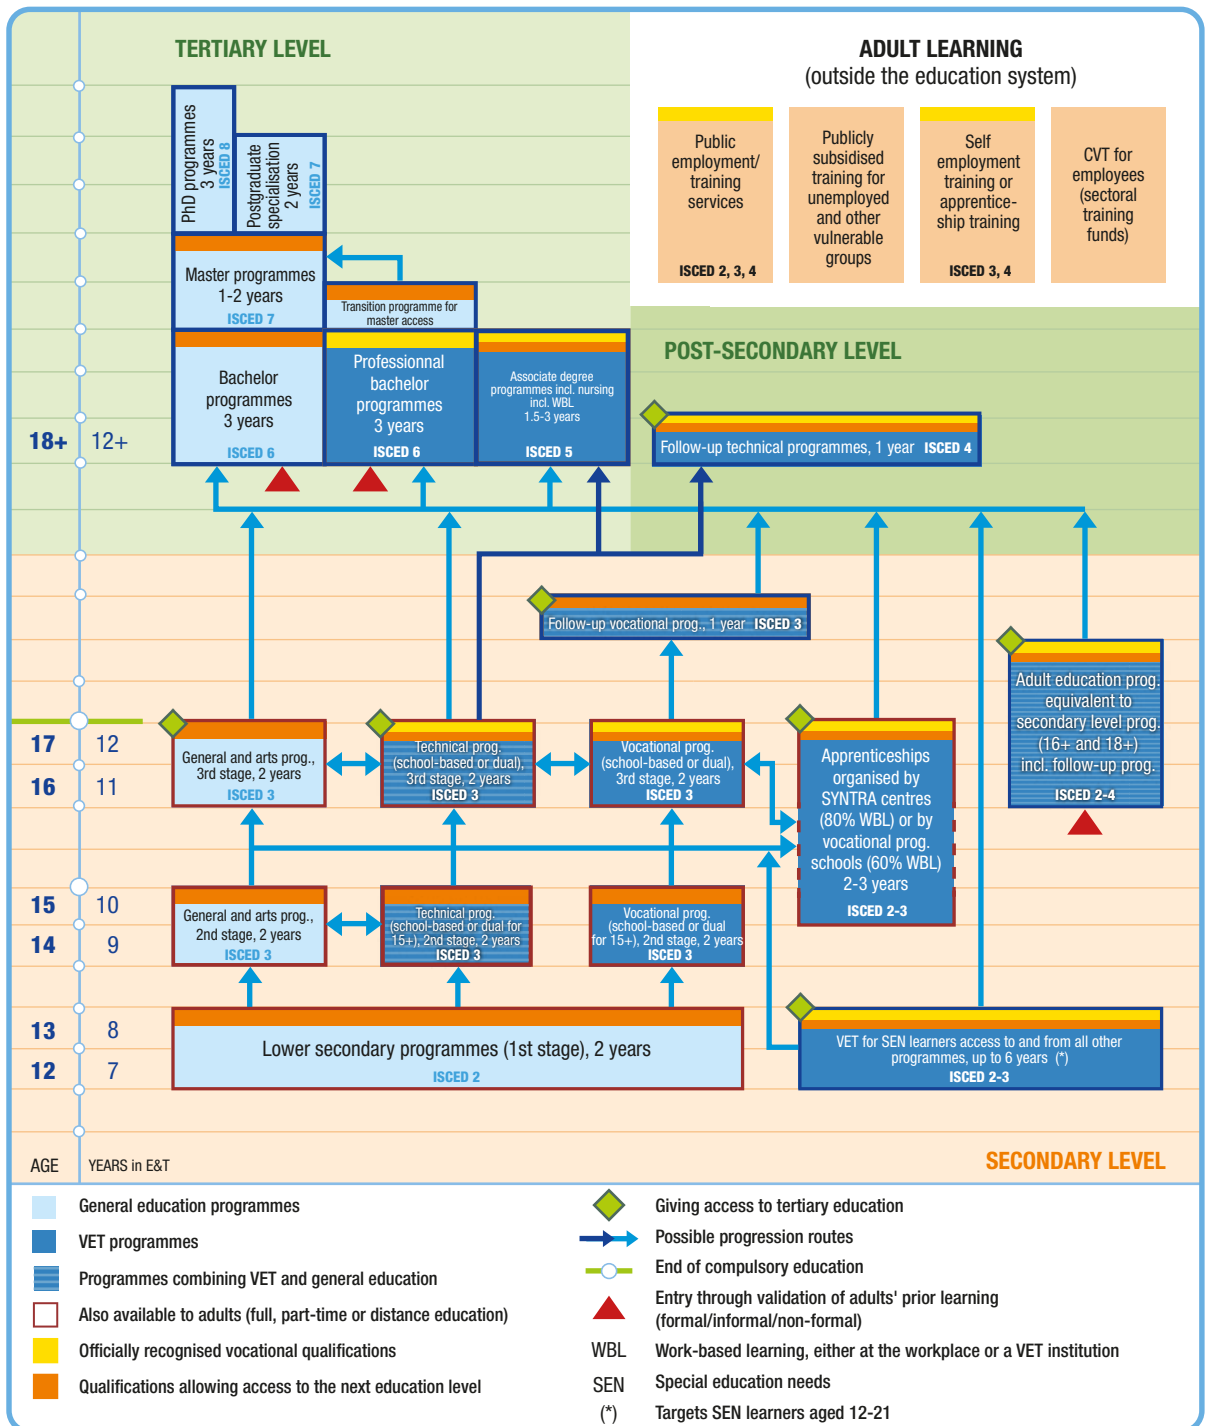 TERTIARY LEVEL
ADULT LEARNING
(outside the education system)
Public
employment/
training
services
ISCED 2, 3, 4
Publicly
subsidised
training for
unemployed
and other
vulnerable
groups
Self
employment
training or
apprentice-
ship training
ISCED 3, 4
CVT for
employees
(sectoral
training
funds)
PhD programmes
3 years
ISCED 8
Postgraduate
specialisation
2 years
ISCED 7
Master programmes
1-2 years
ISCED 7
Transition programme for
master access
POST-SECONDARY LEVEL
Bachelor
programmes
3 years
ISCED 6
Professionnal
bachelor
programmes
3 years
ISCED 6
Associate degree
programmes incl. nursing
incl. WBL
1.5-3 years
ISCED 5
Follow-up technical programmes, 1 year ISCED 4
18+ 12+
Follow-up vocational prog., 1 year ISCED 3
Adult education prog.
equivalent to
secondary level prog.
(16+ and 18+)
incl. follow-up prog.
ISCED 2-4
17 12
16 11
General and arts prog.,
3rd stage, 2 years
ISCED 3
Technical prog.
(school-based or dual),
3rd stage, 2 years
ISCED 3
Vocational prog.
(school-based or dual),
3rd stage, 2 years
ISCED 3
Apprenticeships
organised by
SYNTRA centres
(80% WBL) or by
vocational prog.
schools (60% WBL)
2-3 years
ISCED 2-3
15 10
14 9
General and arts prog.,
2nd stage, 2 years
ISCED 3
Technical prog.
(school-based or dual for
15+), 2nd stage, 2 years
ISCED 3
Vocational prog.
(school-based or dual
for 15+), 2nd stage, 2 years
ISCED 3
13 8
12 7
Lower secondary programmes (1st stage), 2 years
ISCED 2
VET for SEN learners access to and from all other
programmes, up to 6 years (*)
ISCED 2-3
AGE YEARS in E&T
SECONDARY LEVEL
General education programmes
VET programmes
Programmes combining VET and general education
Also available to adults (full, part-time or distance education)
Officially recognised vocational qualifications
Qualifications allowing access to the next education level
Giving access to tertiary education
Possible progression routes
End of compulsory education
Entry through validation of adults' prior learning
(formal/informal/non-formal)
WBL Work-based learning, either at the workplace or a VET institution
SEN Special education needs
(*) Targets SEN learners aged 12-21